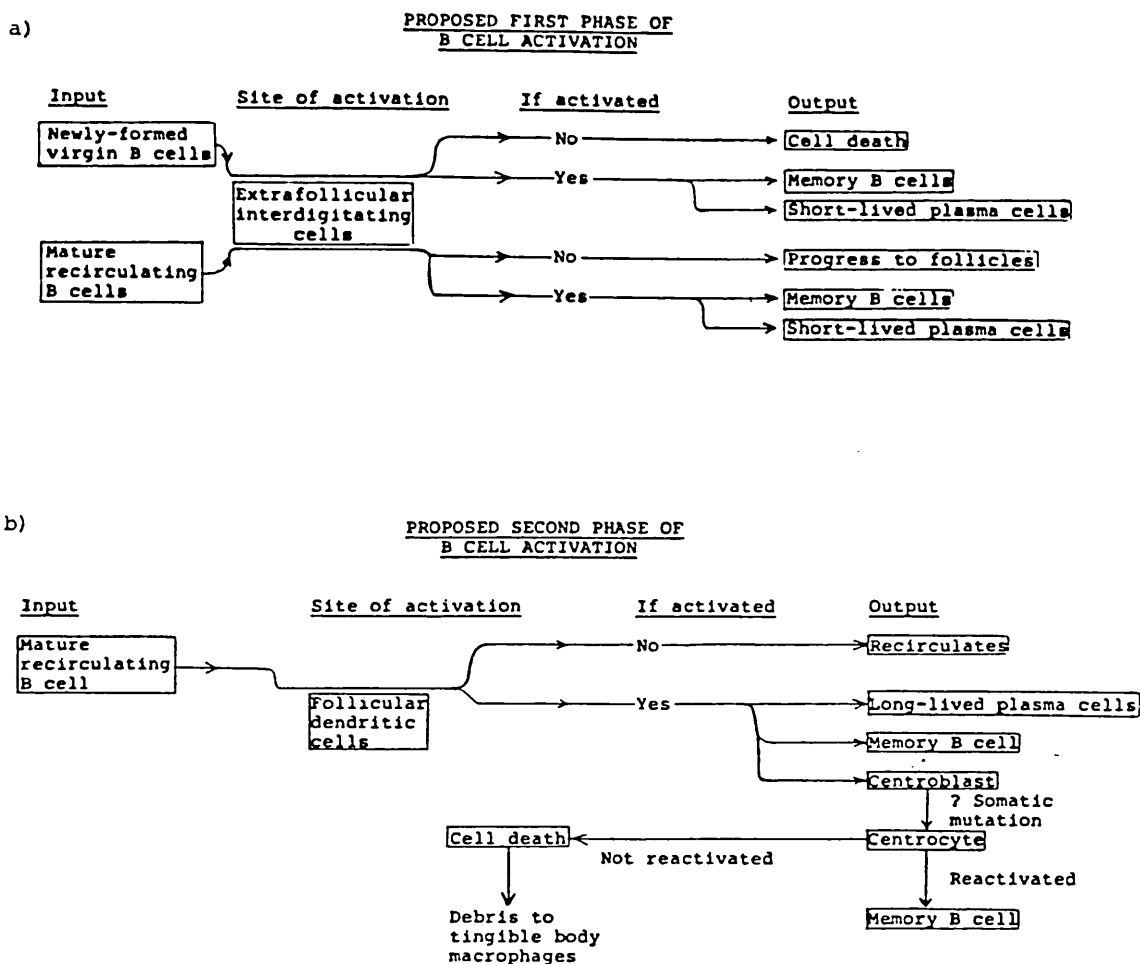 a)
PROPOSED FIRST PHASE OF
B CELL ACTIVATION
Input
Site of activation
If activated
Output
Newly-formed
virgin B cells
No
Cell death
Yes
Memory B cells
Short-lived plasma cells
Extrafollicular
interdigitating
cells
Mature
recirculating
B cells
No
Progress to follicles
Yes
Memory B cells
Short-lived plasma cells
b)
PROPOSED SECOND PHASE OF
B CELL ACTIVATION
Input
Site of activation
If activated
Output
Mature
recirculating
B cell
Follicular
dendritic
cells
No
Recirculates
Yes
Long-lived plasma cells
Memory B cell
Centroblast
? Somatic
mutation
Centrocyte
Not reactivated
Cell death
Reactivated
Memory B cell
Debris to
tingible body
macrophages